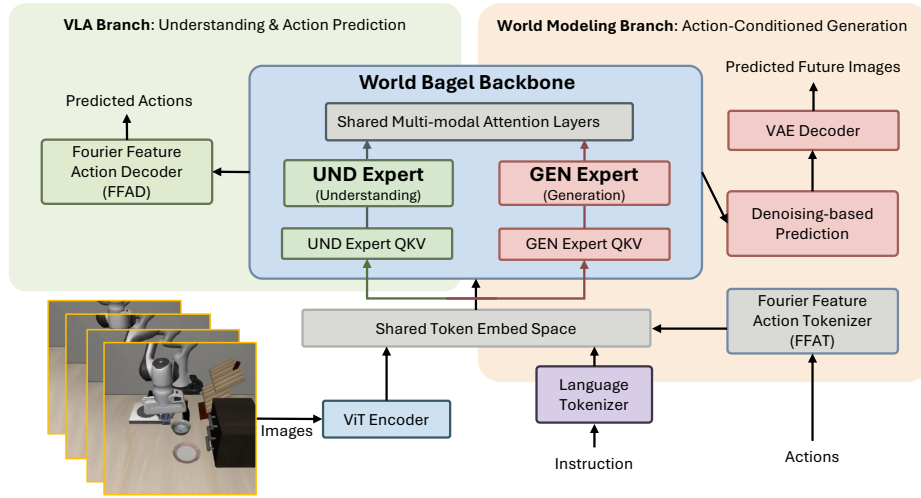 VLA Branch: Understanding & Action Prediction
World Modeling Branch: Action-Conditioned Generation
World Bagel Backbone
Predicted Actions
Predicted Future Images
Shared Multi-modal Attention Layers
VAE Decoder
Fourier Feature
Action Decoder
(FFAD)
UND Expert
(Understanding)
GEN Expert
(Generation)
Denoising-based
Prediction
UND Expert QKV
GEN Expert QKV
Shared Token Embed Space
Fourier Feature
Action Tokenizer
(FFAT)
Language
Tokenizer
Images
ViT Encoder
Instruction
Actions